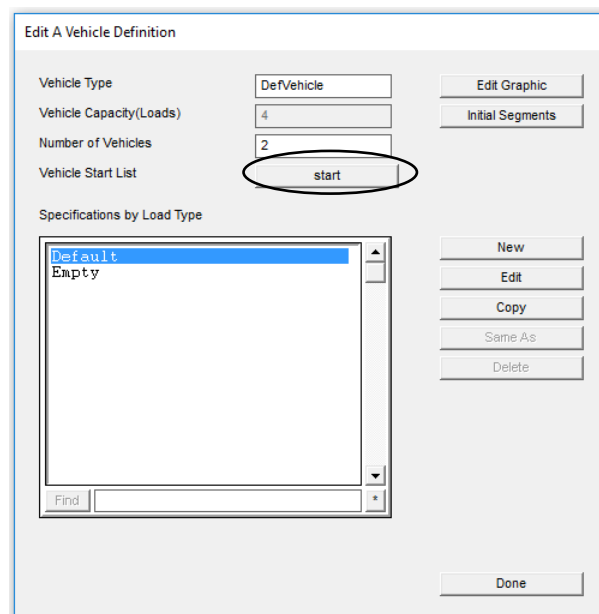 Edit A Vehicle Definition
Vehicle Type DefVehicle Edit Graphic
Vehicle Capacity(Loads) 4 Initial Segments
Number of Vehicles 2
Vehicle Start List start
Specifications by Load Type
Default
Empty
New
Edit
Copy
Same As
Delete
Find *
Done